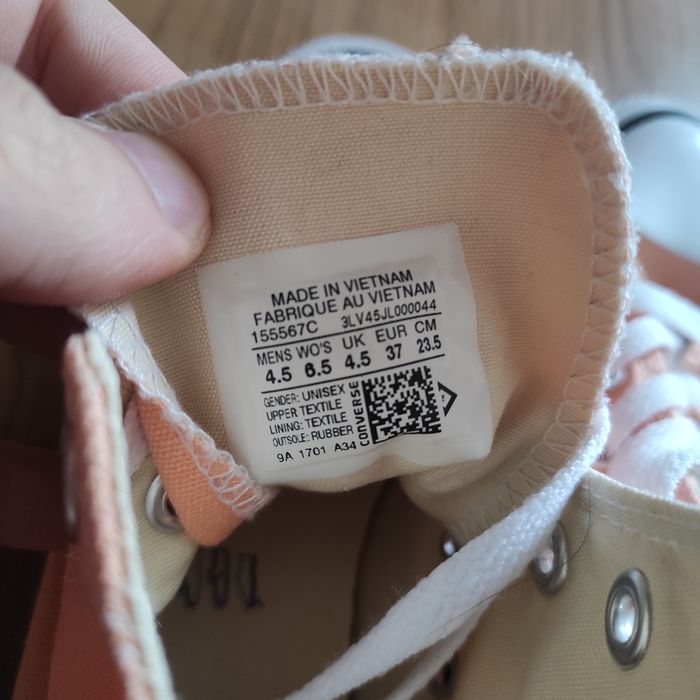 MADE IN VIETNAM
FABRIQUE AU VIETNAM
155567C 3LV45JL000044
MENS WO'S UK EUR CM
4.5 6.5 4.5 37 23.5
GENDER: UNISEX
UPPER TEXTILE
LINING: TEXTILE
OUTSOLE: RUBBER
9A 1701 A34
CONVERSE